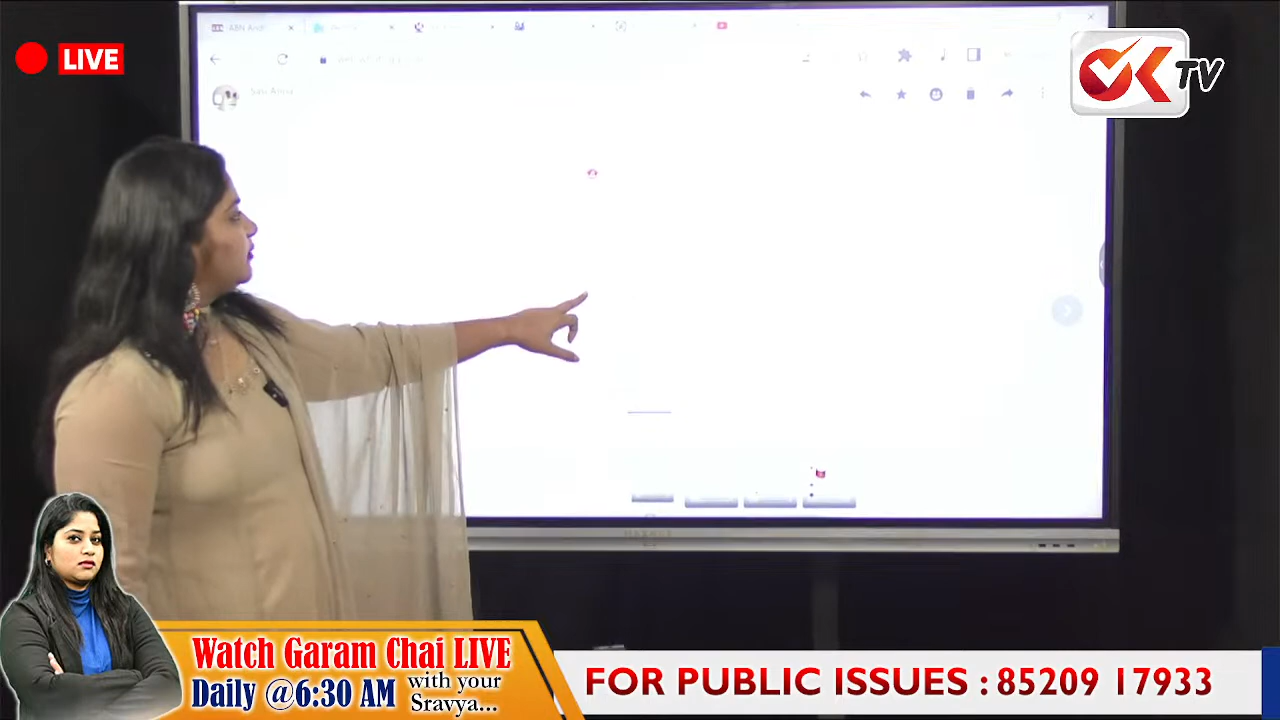 LIVE
OK TV
Watch Garam Chai LIVE
Daily @6:30 AM with your Sravya...
FOR PUBLIC ISSUES : 85209 17933